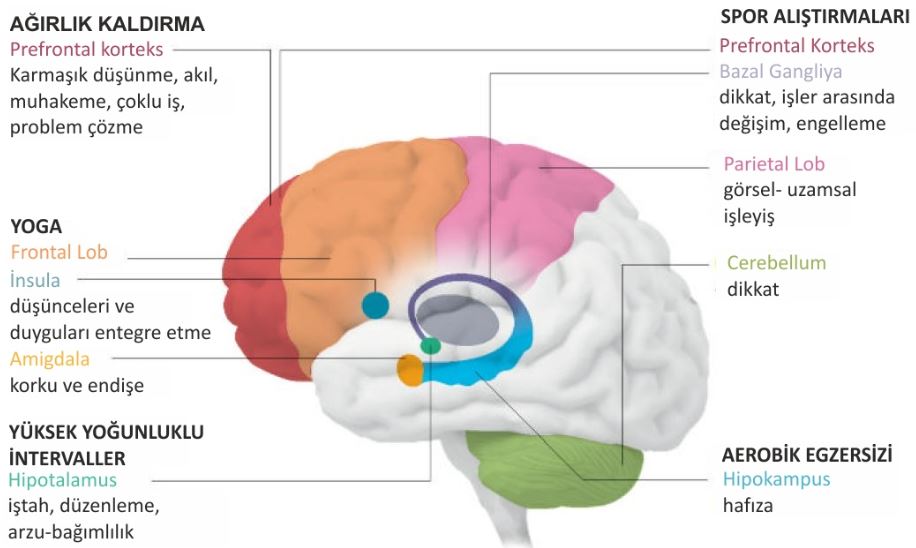 AĞIRLIK KALDIRMA
Prefrontal korteks
Karmaşık düşünme, akıl,
muhakeme, çoklu iş,
problem çözme
YOGA
Frontal Lob
İnsula
düşünceleri ve
duyguları entegre etme
Amigdala
korku ve endişe
YÜKSEK YOĞUNLUKLU
İNTERVALLER
Hipotalamus
iştah, düzenleme,
arzu-bağımlılık
SPOR ALIŞTIRMALARI
Prefrontal Korteks
Bazal Gangliya
dikkat, işler arasında
değişim, engelleme
Parietal Lob
görsel- uzamsal
işleyiş
Cerebellum
dikkat
AEROBİK EGZERSİZİ
Hipokampus
hafıza